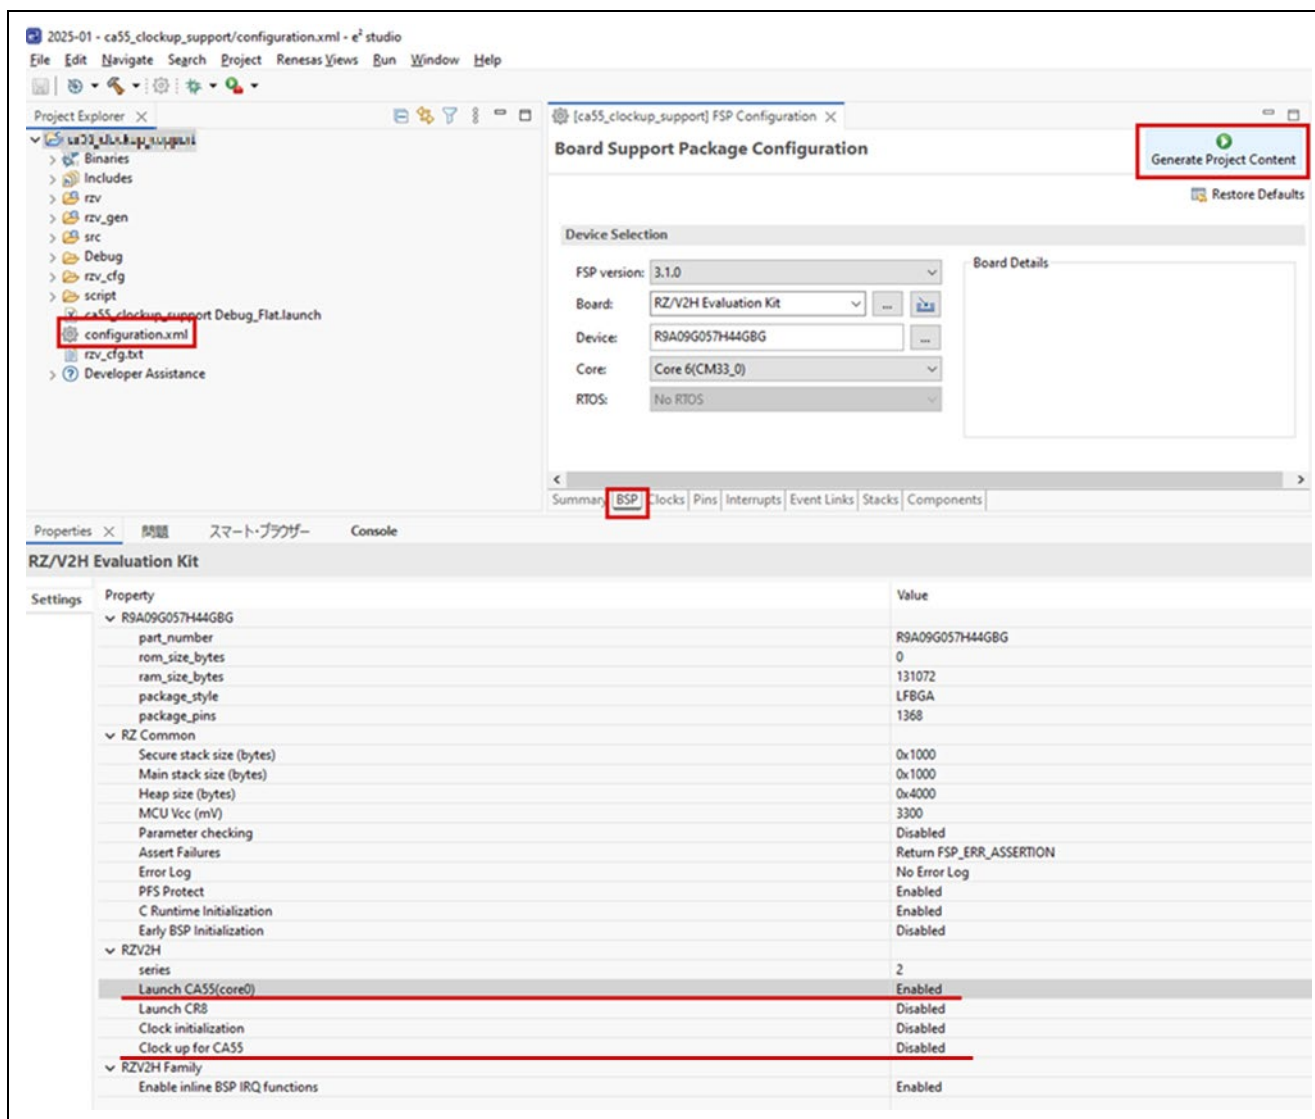 2025-01 - ca55_clockup_support/configuration.xml - e² studio
File Edit Navigate Search Project Renesas Views Run Window Help
Project Explorer
[ca55_clockup_support] FSP Configuration
ca55_clockup_support
Binaries
Includes
rzv
rzv_gen
src
Debug
rzv_cfg
script
ca55_clockup_support Debug_Flat.launch
configuration.xml
rzv_cfg.txt
Developer Assistance
Board Support Package Configuration
Generate Project Content
Restore Defaults
Device Selection
FSP version: 3.1.0
Board: RZ/V2H Evaluation Kit ...
Device: R9A09G057H44GBG ...
Core: Core 6(CM33_0)
RTOS: No RTOS
Board Details
Summary BSP Clocks Pins Interrupts Event Links Stacks Components
Properties 問題 スマート・ブラウザー Console
RZ/V2H Evaluation Kit
Settings
Property Value
R9A09G057H44GBG
part_number R9A09G057H44GBG
rom_size_bytes 0
ram_size_bytes 131072
package_style LFBGA
package_pins 1368
RZ Common
Secure stack size (bytes) 0x1000
Main stack size (bytes) 0x1000
Heap size (bytes) 0x4000
MCU Vcc (mV) 3300
Parameter checking Disabled
Assert Failures Return FSP_ERR_ASSERTION
Error Log No Error Log
PFS Protect Enabled
C Runtime Initialization Enabled
Early BSP Initialization Disabled
RZV2H
series 2
Launch CA55(core0) Enabled
Launch CR8 Disabled
Clock initialization Disabled
Clock up for CA55 Disabled
RZV2H Family
Enable inline BSP IRQ functions Enabled